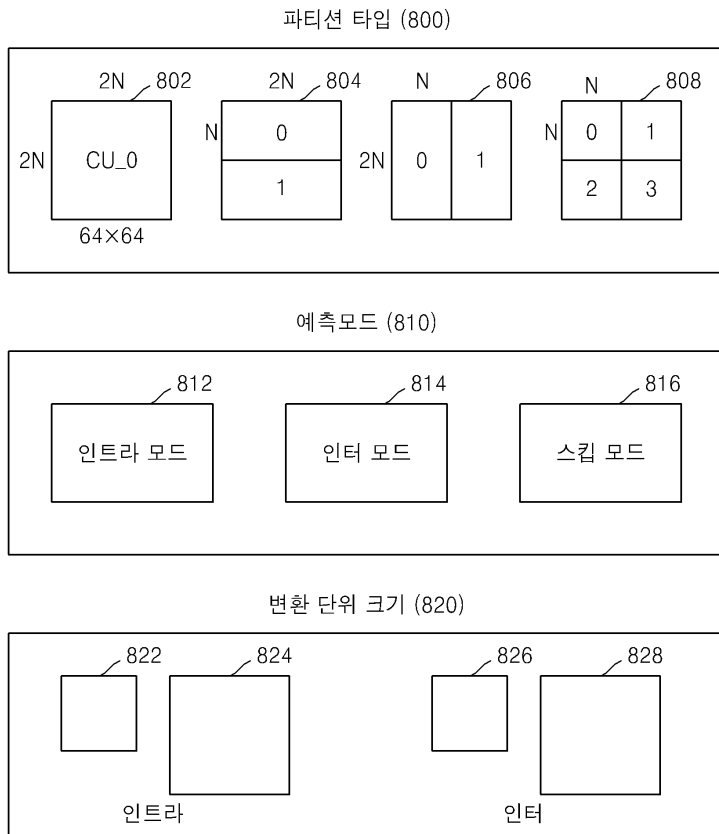 파티션 타입 (800)
2N 802 2N 804 N 806 N 808
2N CU_0 N 0 2N 0 1 N 0 1
1 2 3
64×64
예측모드 (810)
812 814 816
인트라 모드 인터 모드 스킵 모드
변환 단위 크기 (820)
822 824 826 828
인트라 인터